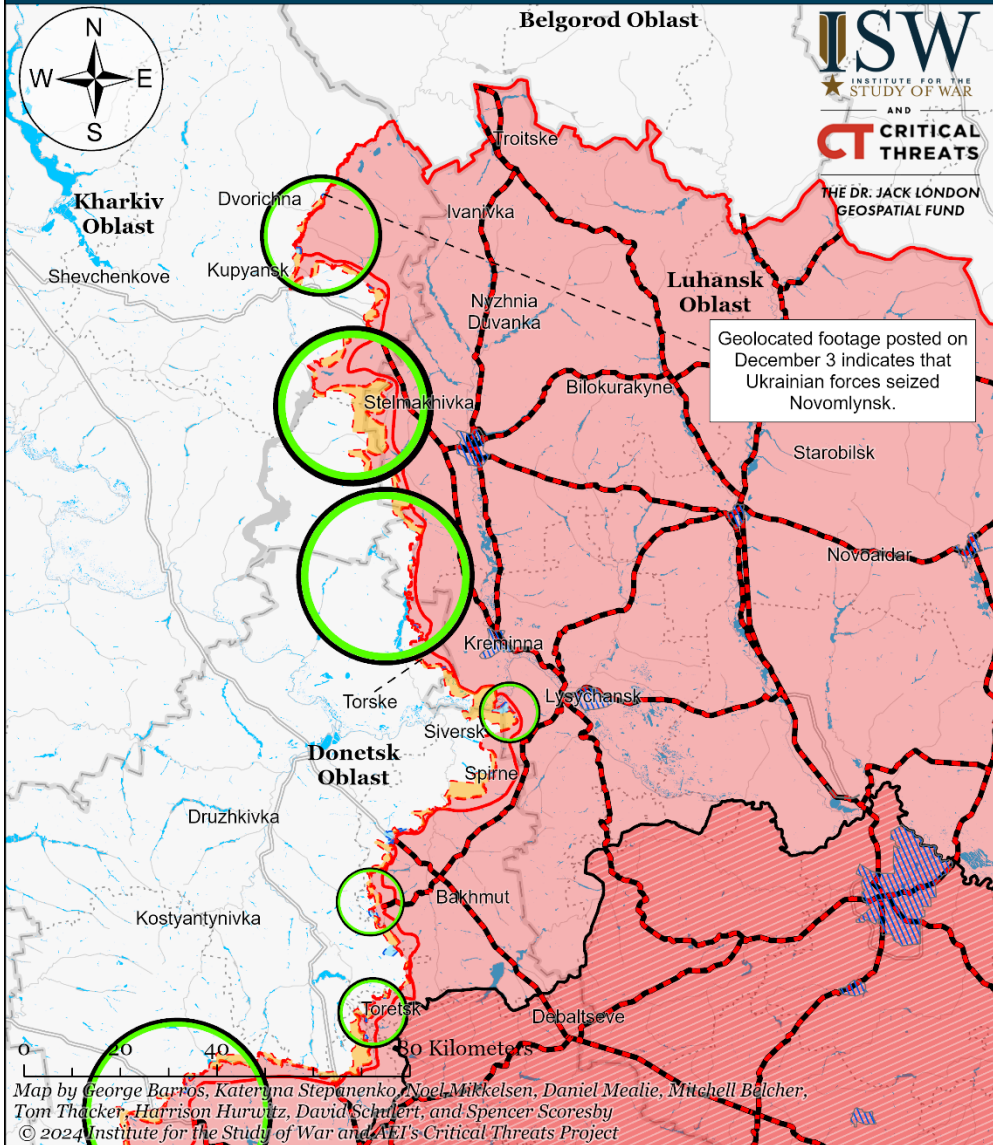 Belgorod Oblast
ISW
INSTITUTE FOR THE
STUDY OF WAR
AND
CT CRITICAL
THREATS
THE DR. JACK LONDON
GEOSPATIAL FUND
N
W E
S
Troitske
Kharkiv
Oblast
Dvorichna
Ivanivka
Shevchenkove
Kupyansk
Luhansk
Oblast
Nyzhnia
Duvanka
Geolocated footage posted on
December 3 indicates that
Ukrainian forces seized
Novomlynsk.
Bilokurakyne
Stelmakhivka
Starobilsk
Novoaidar
Kreminna
Torske
Lysychansk
Siversk
Donetsk
Oblast
Spirne
Druzhkivka
Bakhmut
Kostyantynivka
Toretsk
Debaltseve
0 20 40 80 Kilometers
Map by George Barros, Kateryna Stepanenko, Noel Mikkelsen, Daniel Mealie, Mitchell Belcher,
Tom Thacker, Harrison Hurwitz, David Schulert, and Spencer Scoresby
© 2024 Institute for the Study of War and AEI's Critical Threats Project